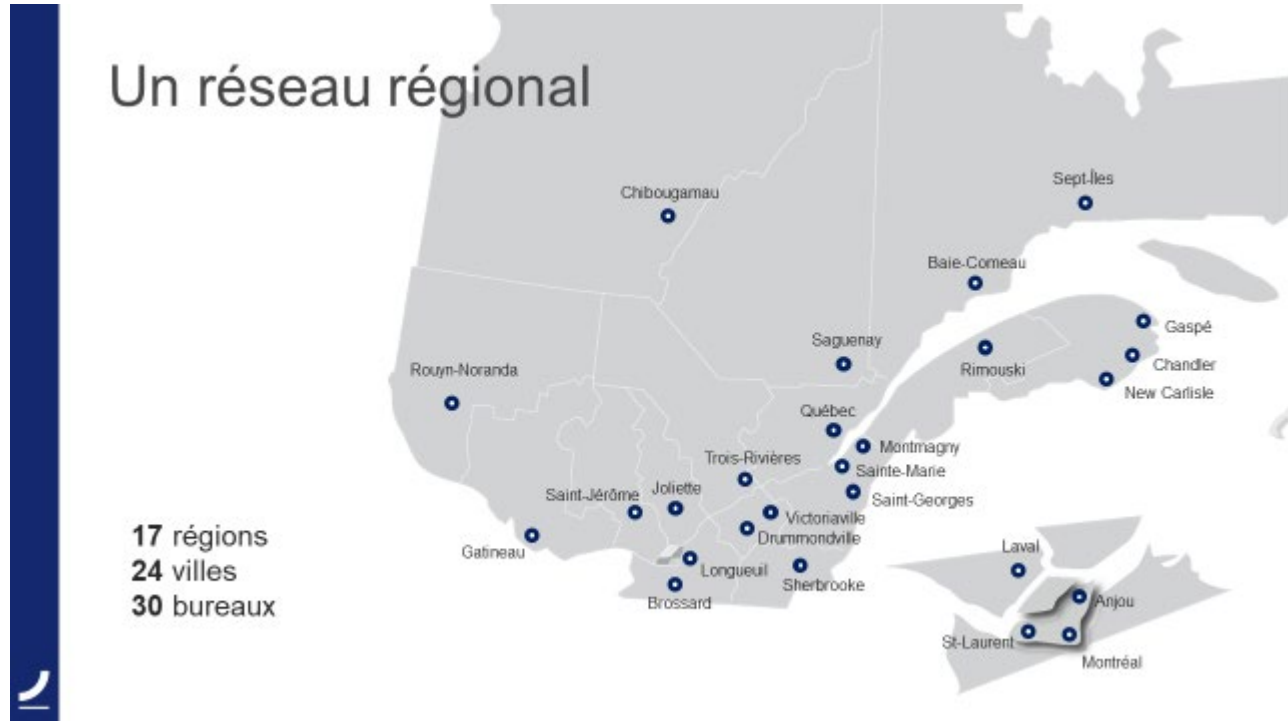 Un réseau régional
Chibougamau
Sept-Îles
Baie-Comeau
Gaspé
Saguenay
Rimouski
Chandler
Rouyn-Noranda
New Carlisle
Québec
Montmagny
Trois-Rivières
Sainte-Marie
Saint-Jérôme
Joliette
Saint-Georges
Victoriaville
Drummondville
Gatineau
Longueuil
Sherbrooke
Brossard
17 régions
24 villes
30 bureaux
Laval
Anjou
St-Laurent
Montréal